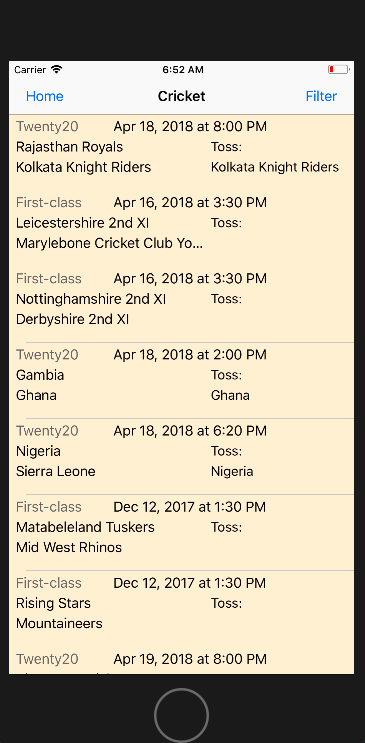 Carrier 6:52 AM
Home Cricket Filter
Twenty20 Apr 18, 2018 at 8:00 PM
Rajasthan Royals Toss:
Kolkata Knight Riders Kolkata Knight Riders
First-class Apr 16, 2018 at 3:30 PM
Leicestershire 2nd XI Toss:
Marylebone Cricket Club Yo...
First-class Apr 16, 2018 at 3:30 PM
Nottinghamshire 2nd XI Toss:
Derbyshire 2nd XI
Twenty20 Apr 18, 2018 at 2:00 PM
Gambia Toss:
Ghana Ghana
Twenty20 Apr 18, 2018 at 6:20 PM
Nigeria Toss:
Sierra Leone Nigeria
First-class Dec 12, 2017 at 1:30 PM
Matabeleland Tuskers Toss:
Mid West Rhinos
First-class Dec 12, 2017 at 1:30 PM
Rising Stars Toss:
Mountaineers
Twenty20 Apr 19, 2018 at 8:00 PM